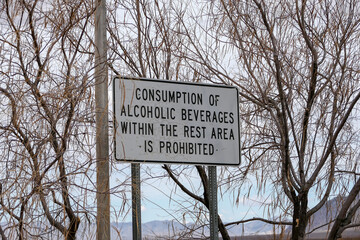 CONSUMPTION OF
ALCOHOLIC BEVERAGES
WITHIN THE REST AREA
IS PROHIBITED